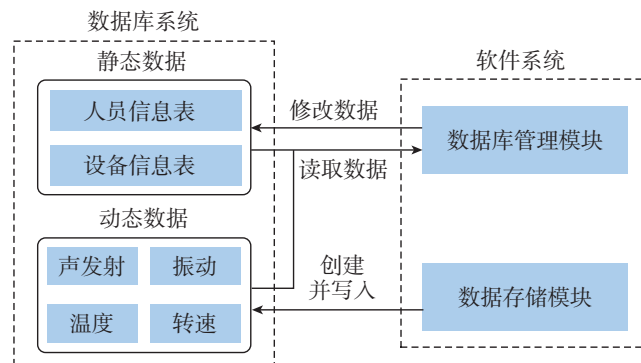 数据库系统
静态数据
人员信息表
设备信息表
动态数据
声发射
振动
温度
转速
修改数据
读取数据
创建
并写入
软件系统
数据库管理模块
数据存储模块